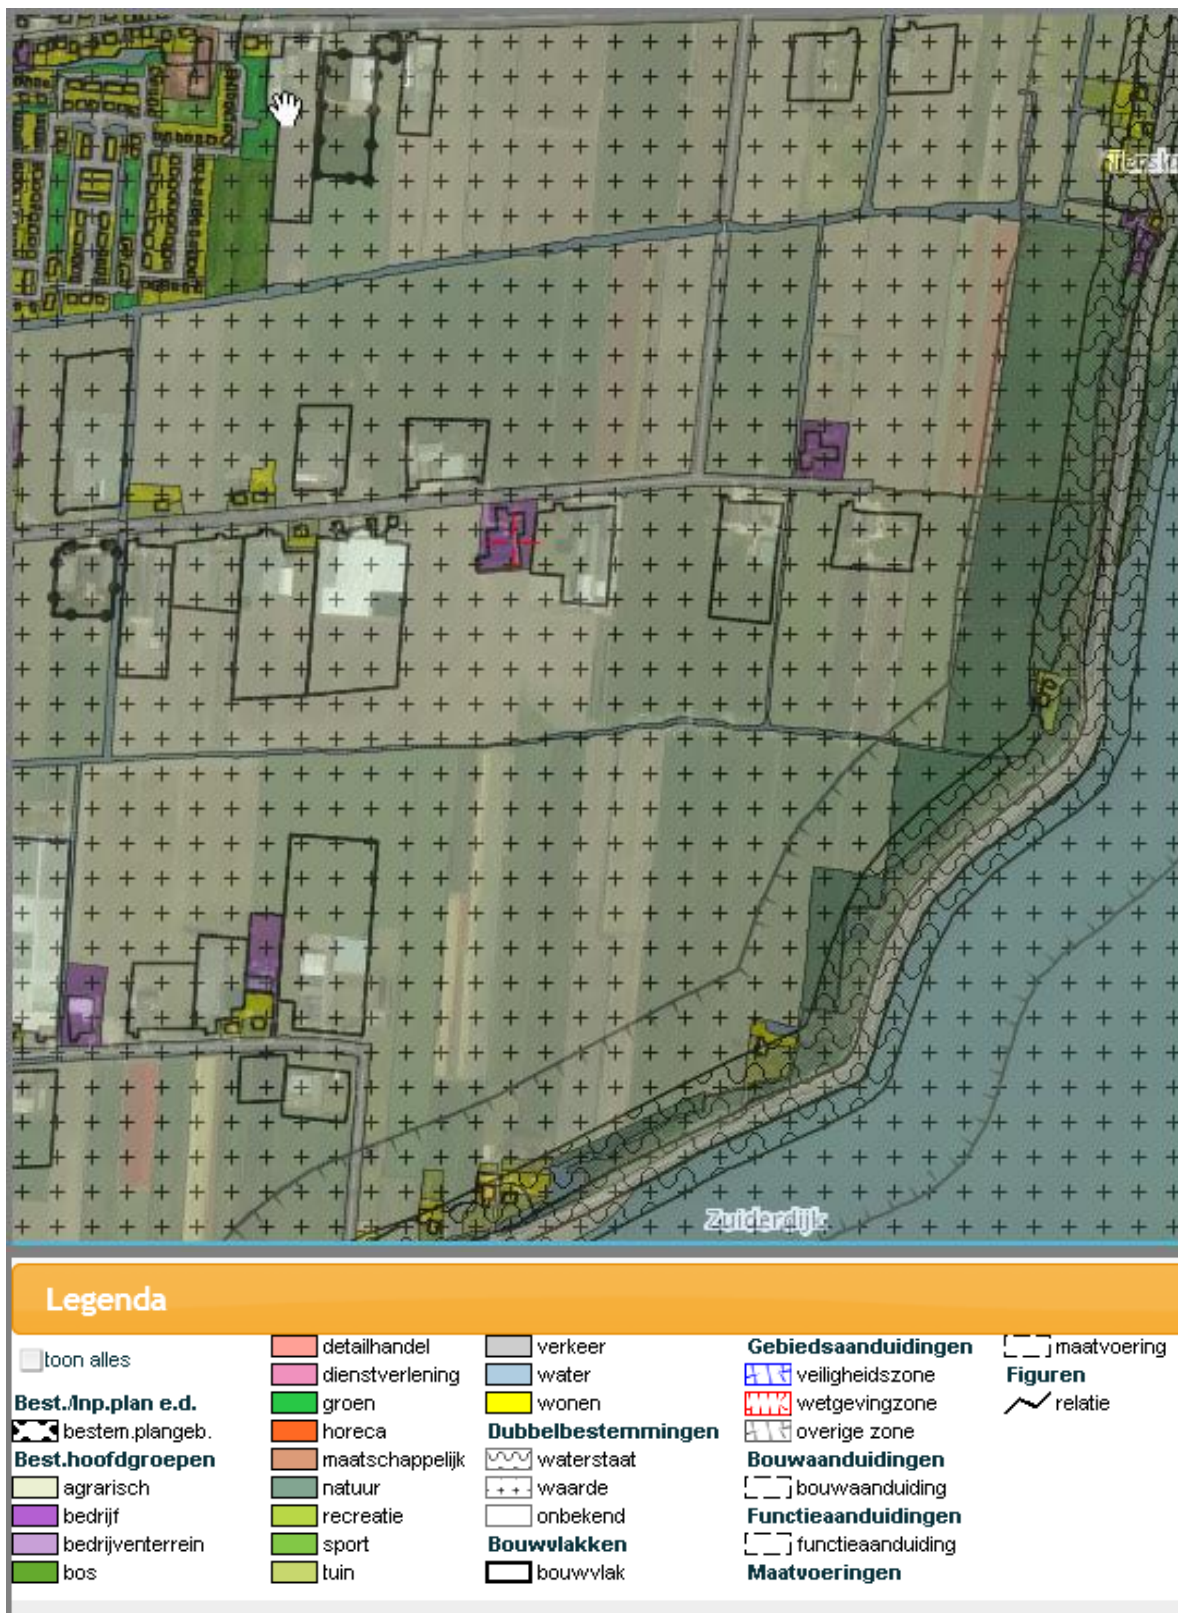 Zuiderdijk
Legenda
toon alles
Best./Inp.plan e.d.
bestem.plangeb.
Best.hoofdgroepen
agrarisch
bedrijf
bedrijventerrein
bos
detailhandel
dienstverlening
groen
horeca
maatschappelijk
natuur
recreatie
sport
tuin
verkeer
water
wonen
Dubbelbestemmingen
waterstaat
waarde
onbekend
Bouwvlakken
bouwvlak
Gebiedsaanduidingen
veiligheidszone
wetgevingzone
overige zone
Bouwaanduidingen
bouwaanduiding
Functieaanduidingen
functieaanduiding
Maatvoeringen
maatvoering
Figuren
relatie